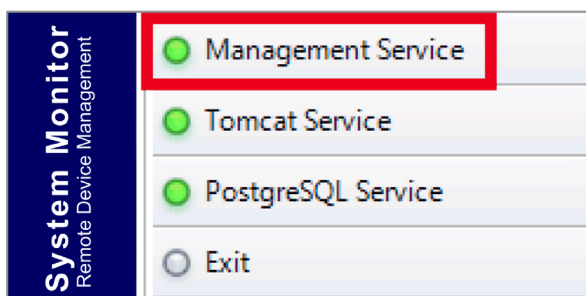 System Monitor
Remote Device Management
Management Service
Tomcat Service
PostgreSQL Service
Exit